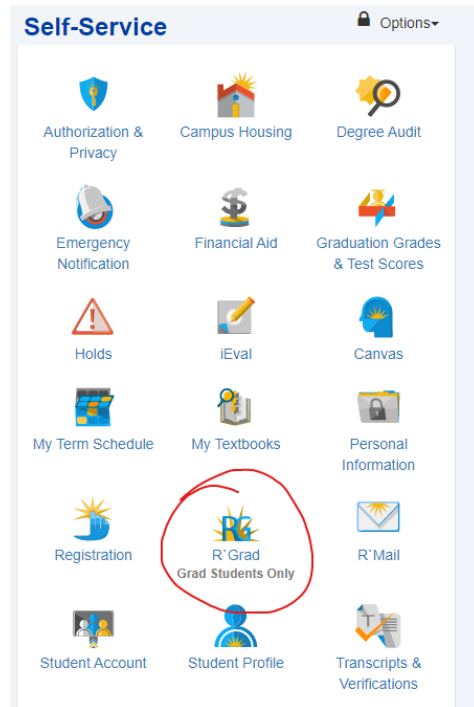 Self-Service
Options
Authorization &
Privacy
Campus Housing
Degree Audit
Emergency
Notification
Financial Aid
Graduation Grades
& Test Scores
Holds
iEval
Canvas
My Term Schedule
My Textbooks
Personal
Information
Registration
RG
R`Grad
Grad Students Only
R`Mail
Student Account
Student Profile
T
Transcripts &
Verifications